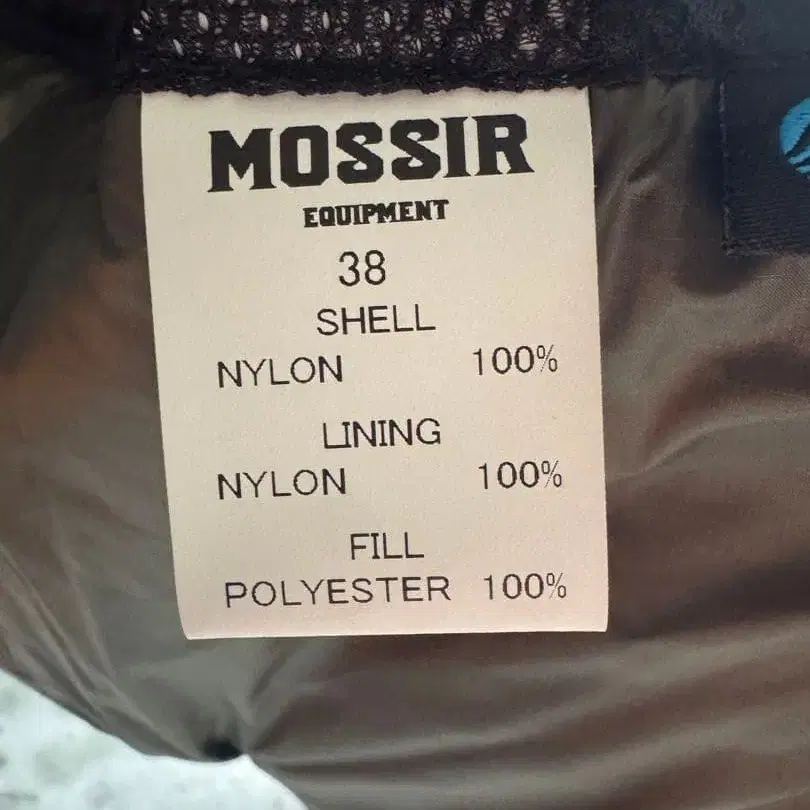 MOSSIR
EQUIPMENT
38
SHELL
NYLON 100%
LINING
NYLON 100%
FILL
POLYESTER 100%